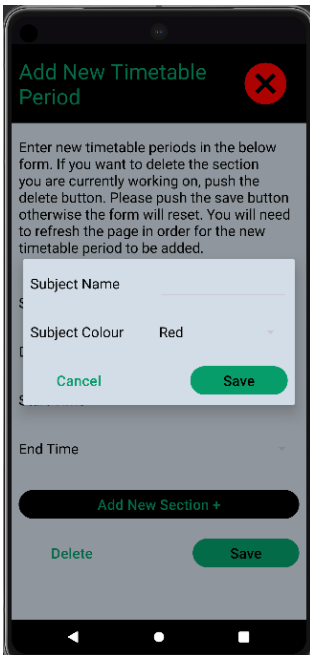 Add New Timetable
Period
Enter new timetable periods in the below
form. If you want to delete the section
you are currently working on, push the
delete button. Please push the save button
otherwise the form will reset. You will need
to refresh the page in order for the new
timetable period to be added.
Subject Name
Subject Colour Red
Cancel Save
End Time
Add New Section +
Delete Save